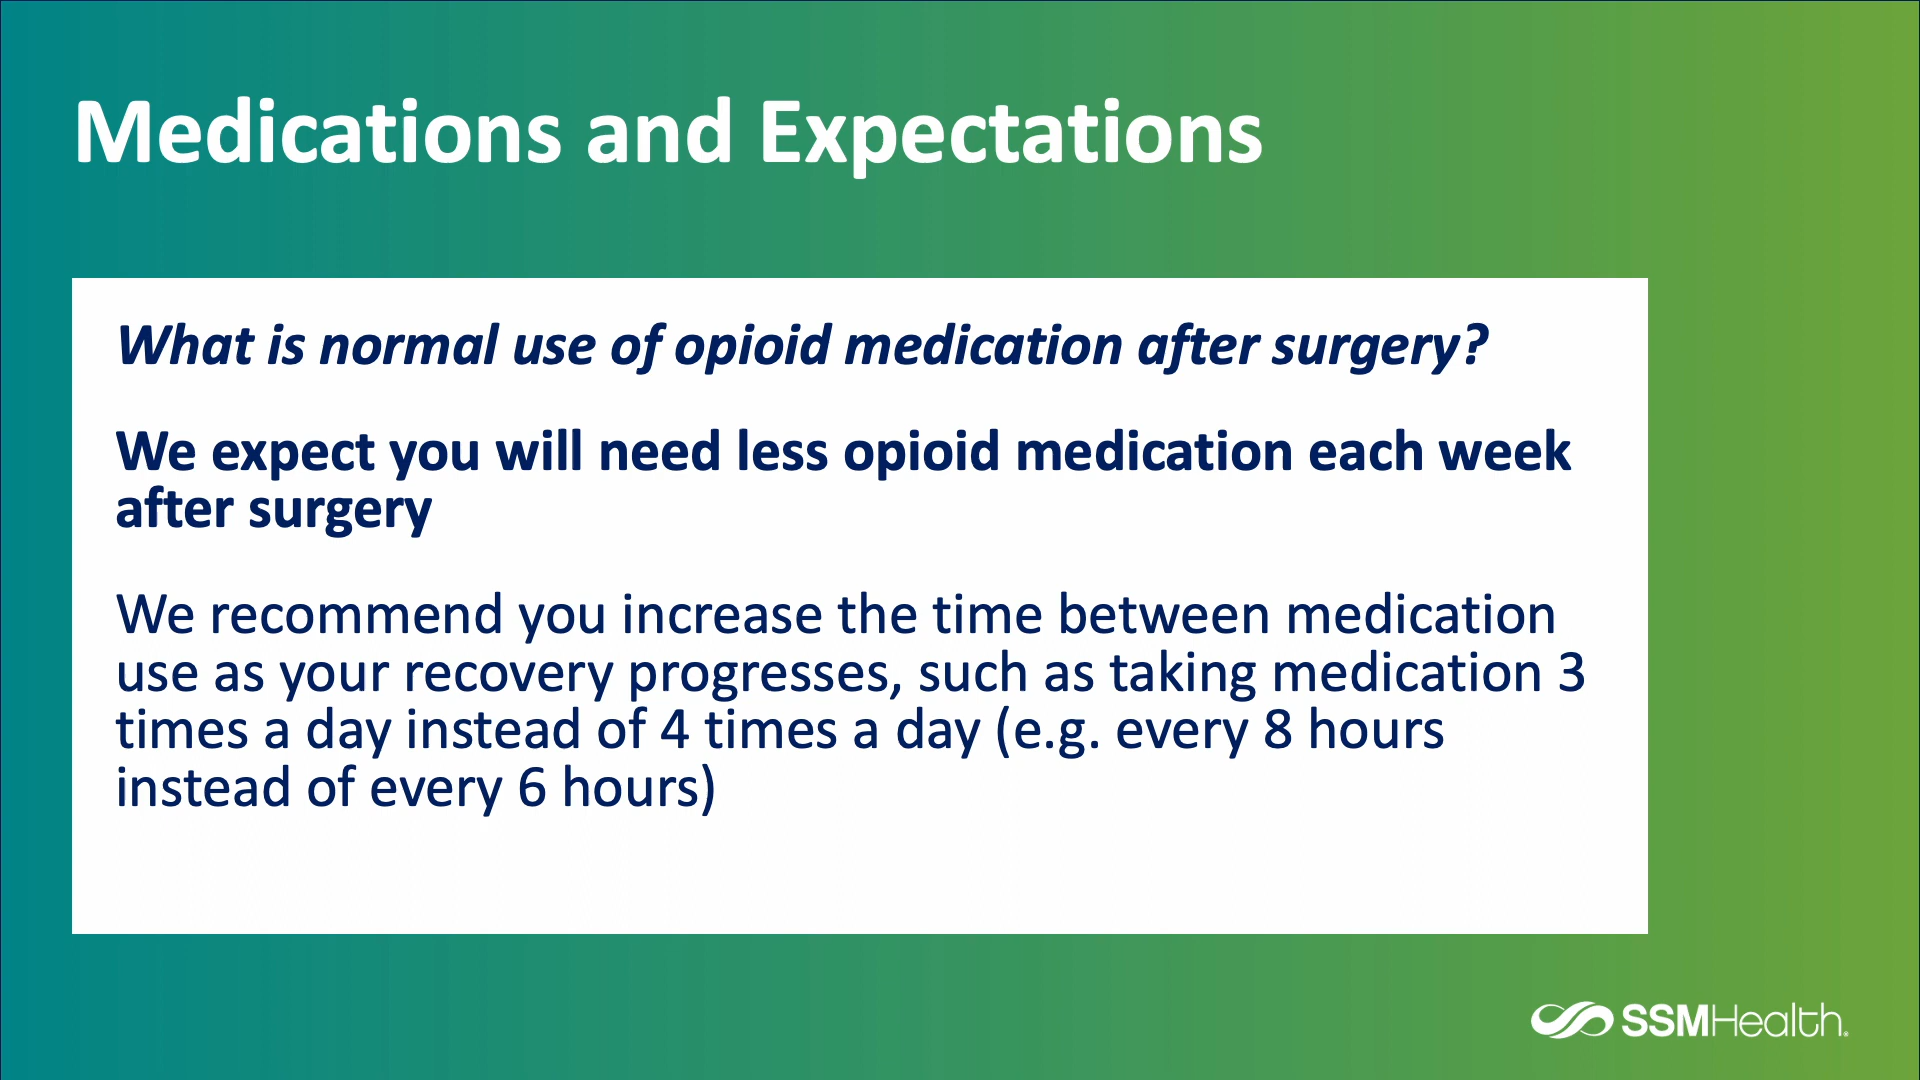 Medications and Expectations
What is normal use of opioid medication after surgery?
We expect you will need less opioid medication each week
after surgery
We recommend you increase the time between medication
use as your recovery progresses, such as taking medication 3
times a day instead of 4 times a day (e.g. every 8 hours
instead of every 6 hours)
SSMHealth.